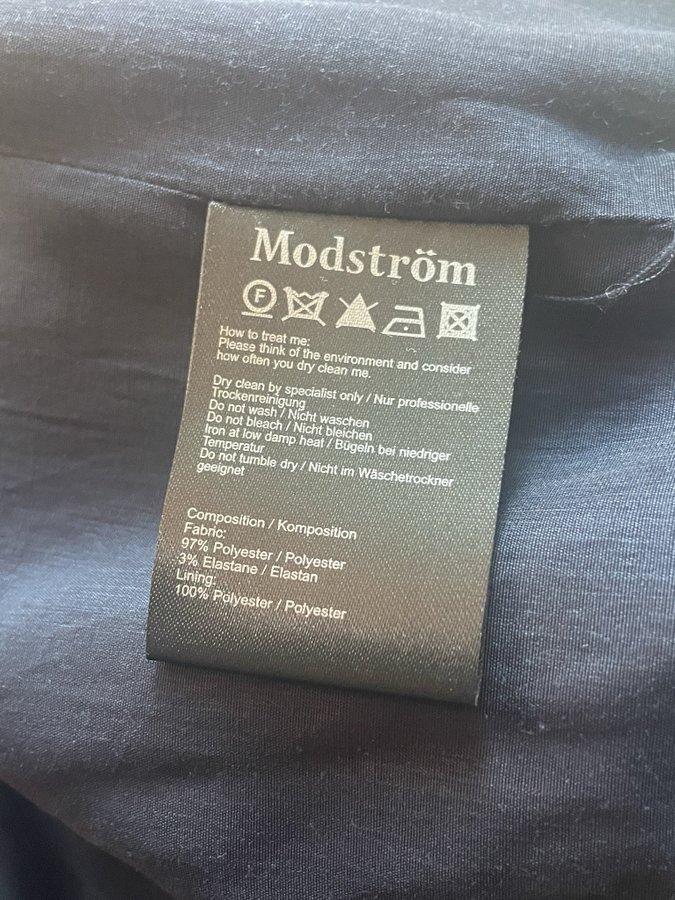 Modström
F
How to treat me:
Please think of the environment and consider
how often you dry clean me.
Dry clean by specialist only / Nur professionelle
Trockenreinigung
Do not wash / Nicht waschen
Do not bleach / Nicht bleichen
Iron at low damp heat / Bügeln bei niedriger
Temperatur
Do not tumble dry / Nicht im Wäschetrockner
geeignet
Composition / Komposition
Fabric:
97% Polyester / Polyester
3% Elastane / Elastan
Lining:
100% Polyester / Polyester